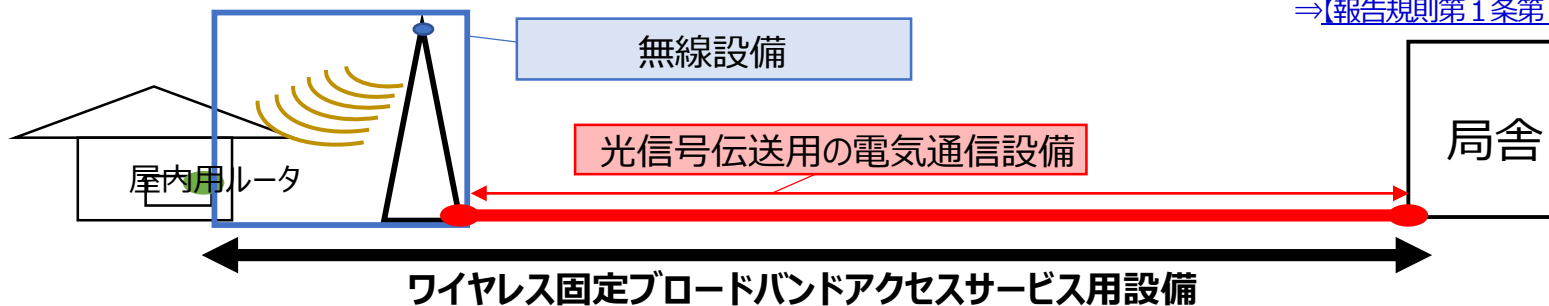 ⇒【報告規則第１条第
無線設備
光信号伝送用の電気通信設備
局舎
屋内用ルータ
ワイヤレス固定ブロードバンドアクセスサービス用設備